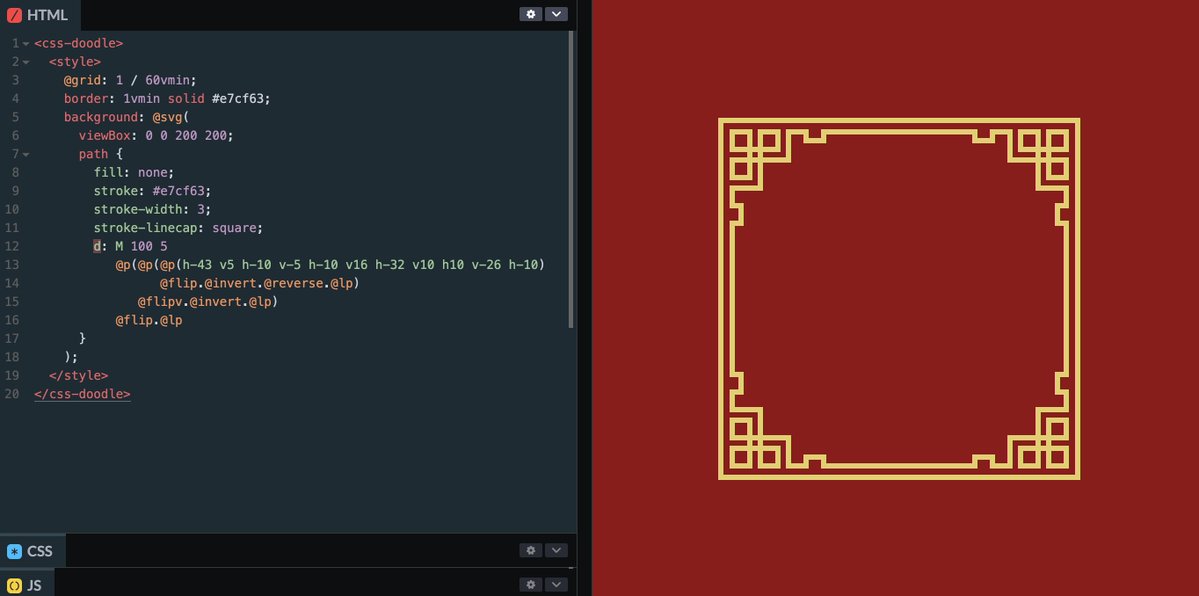 HTML
1 <css-doodle>
2 <style>
3 @grid: 1 / 60vmin;
4 border: 1vmin solid #e7cf63;
5 background: @svg(
6 viewBox: 0 0 200 200;
7 path {
8 fill: none;
9 stroke: #e7cf63;
10 stroke-width: 3;
11 stroke-linecap: square;
12 d: M 100 5
13 @p(@p(@p(h-43 v5 h-10 v-5 h-10 v16 h-32 v10 h10 v-26 h-10)
14 @flip.@invert.@reverse.@lp)
15 @flipv.@invert.@lp)
16 @flip.@lp
17 }
18 );
19 </style>
20 </css-doodle>
CSS
JS